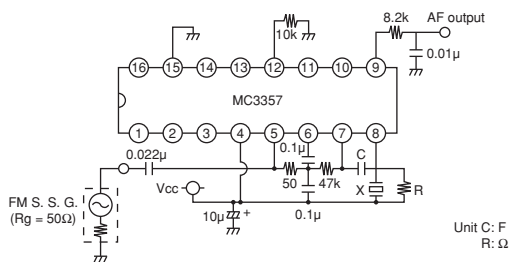 8.2k
AF output
10k
0.01μ
16 15 14 13 12 11 10 9
MC3357
1 2 3 4 5 6 7 8
0.022μ
0.1μ
C
Vcc
50
47k
X
R
FM S. S. G.
(Rg = 50Ω)
10μ
+
0.1μ
Unit C: F
R: Ω